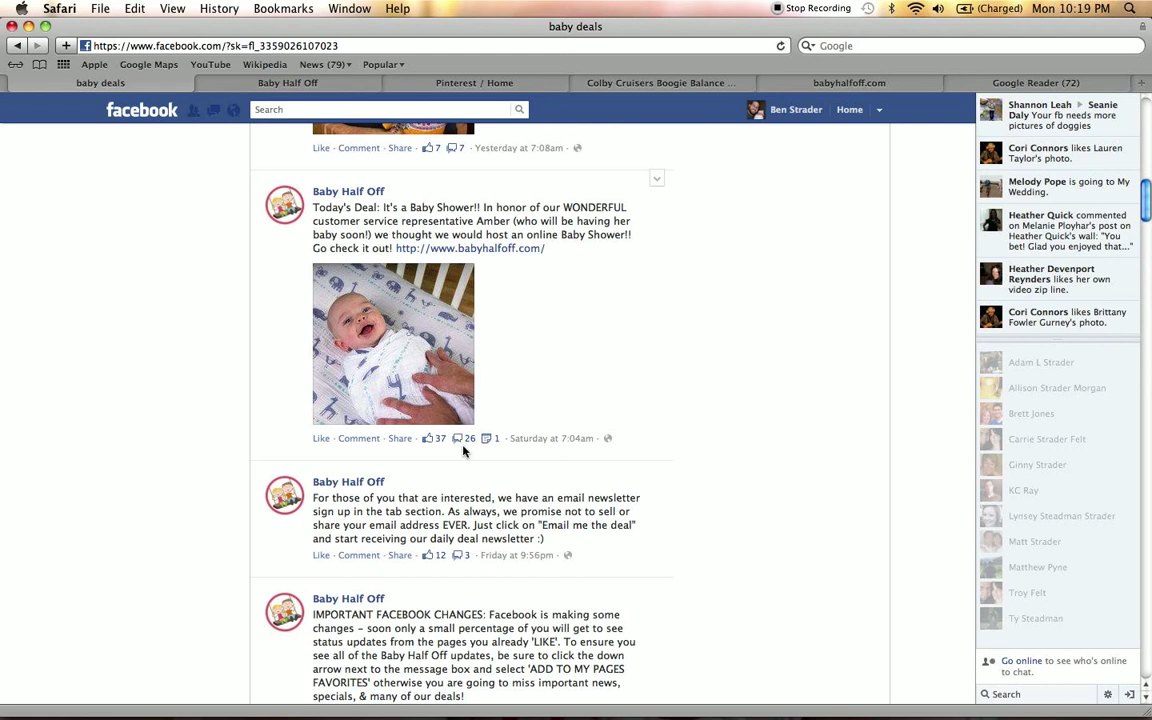 Safari File Edit View History Bookmarks Window Help Stop Recording (Charged) Mon 10:19 PM
baby deals
https://www.facebook.com/?sk=fl_3359026107023 Google
Apple Google Maps YouTube Wikipedia News (79) Popular
baby deals Baby Half Off Pinterest / Home Colby Cruisers Boogie Balance ... babyhalfoff.com Google Reader (72)
facebook Search Ben Strader Home
Like · Comment · Share · 7 7 · Yesterday at 7:08am ·
Baby Half Off
Today's Deal: It's a Baby Shower!! In honor of our WONDERFUL
customer service representative Amber (who will be having her
baby soon!) we thought we would host an online Baby Shower!!
Go check it out! http://www.babyhalfoff.com/
Like · Comment · Share · 37 26 1 · Saturday at 7:04am ·
Baby Half Off
For those of you that are interested, we have an email newsletter
sign up in the tab section. As always, we promise not to sell or
share your email address EVER. Just click on "Email me the deal"
and start receiving our daily deal newsletter :)
Like · Comment · Share · 12 3 · Friday at 9:56pm ·
Baby Half Off
IMPORTANT FACEBOOK CHANGES: Facebook is making some
changes - soon only a small percentage of you will get to see
status updates from the pages you already 'LIKE'. To ensure you
see all of the Baby Half Off updates, be sure to click the down
arrow next to the message box and select 'ADD TO MY PAGES
FAVORITES' otherwise you are going to miss important news,
specials, & many of our deals!
Shannon Leah ▸ Seanie
Daly Your fb needs more
pictures of doggies
Cori Connors likes Lauren
Taylor's photo.
Melody Pope is going to My
Wedding.
Heather Quick commented
on Melanie Ployhar's post on
Heather Quick's wall: "You
bet! Glad you enjoyed that..."
Heather Devenport
Reynders likes her own
video zip line.
Cori Connors likes Brittany
Fowler Gurney's photo.
Adam L Strader
Allison Strader Morgan
Brett Jones
Carrie Strader Felt
Ginny Strader
KC Ray
Lynsey Steadman Strader
Matt Strader
Matthew Pyne
Troy Felt
Ty Steadman
Go online to see who's online
to chat.
Search